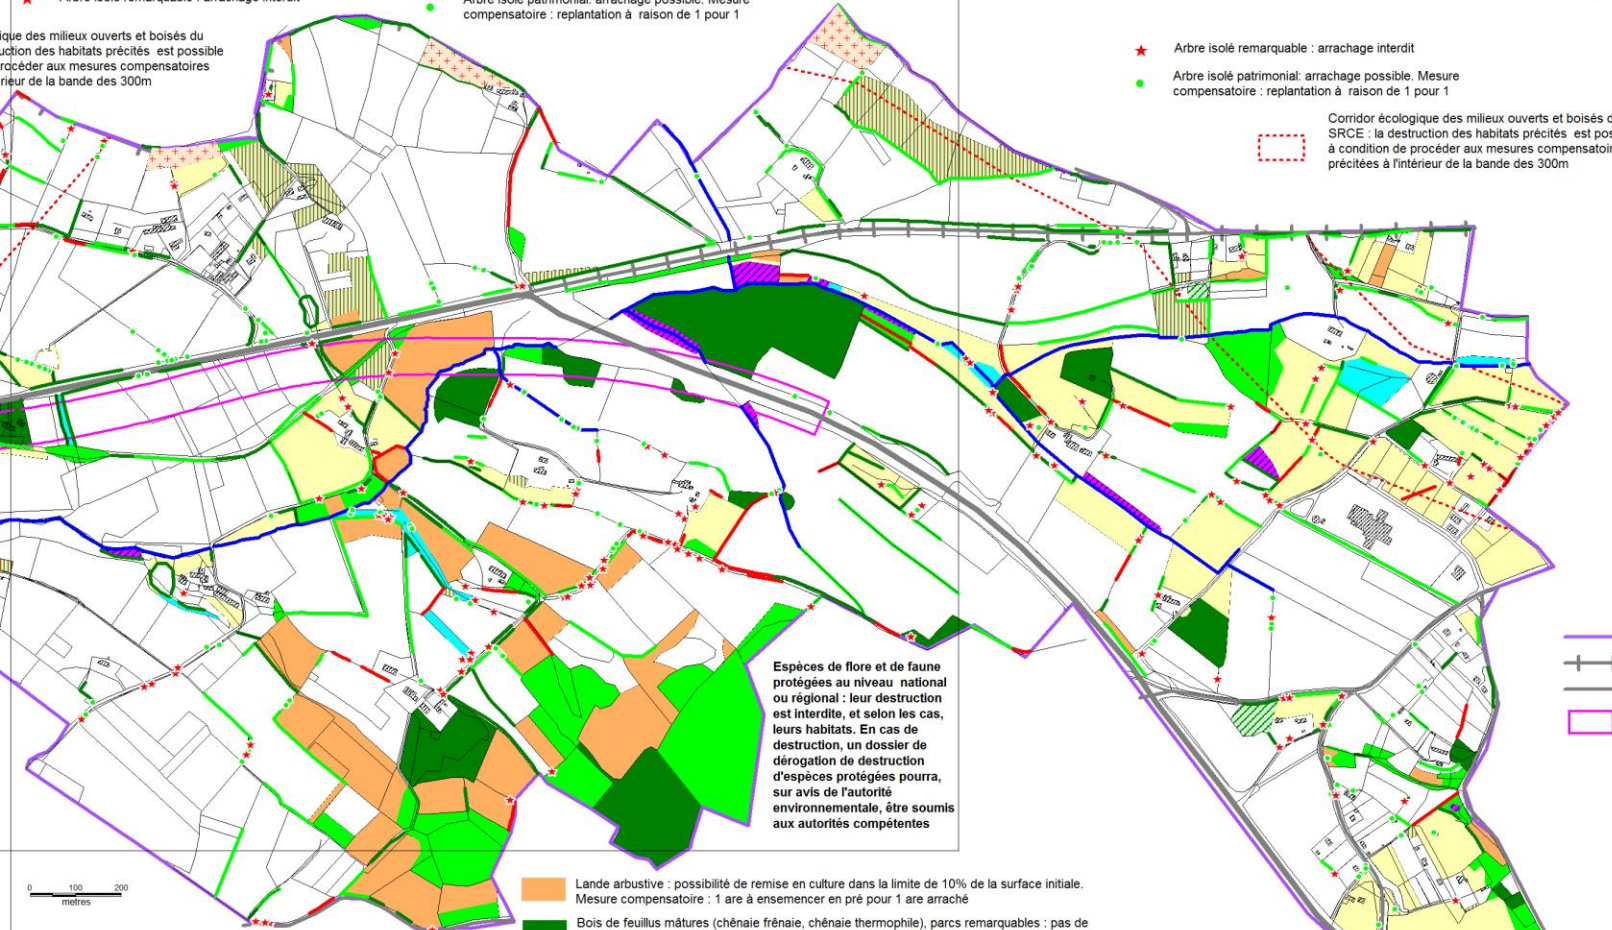 Arbre isolé remarquable : arrachage interdit
Arbre isolé patrimonial: arrachage possible. Mesure
compensatoire : replantation à raison de 1 pour 1
ique des milieux ouverts et boisés du
uction des habitats précités est possible
rocéder aux mesures compensatoires
rieur de la bande des 300m
Arbre isolé remarquable : arrachage interdit
Arbre isolé patrimonial: arrachage possible. Mesure
compensatoire : replantation à raison de 1 pour 1
Corridor écologique des milieux ouverts et boisés d
SRCE : la destruction des habitats précités est pos
à condition de procéder aux mesures compensatoir
précitées à l'intérieur de la bande des 300m
Espèces de flore et de faune
protégées au niveau national
ou régional : leur destruction
est interdite, et selon les cas,
leurs habitats. En cas de
destruction, un dossier de
dérogation de destruction
d'espèces protégées pourra,
sur avis de l'autorité
environnementale, être soumis
aux autorités compétentes
0 100 200
metres
Lande arbustive : possibilité de remise en culture dans la limite de 10% de la surface initiale.
Mesure compensatoire : 1 are à ensemencer en pré pour 1 are arraché
Bois de feuillus mâtures (chênaie frênaie, chênaie thermophile), parcs remarquables : pas de